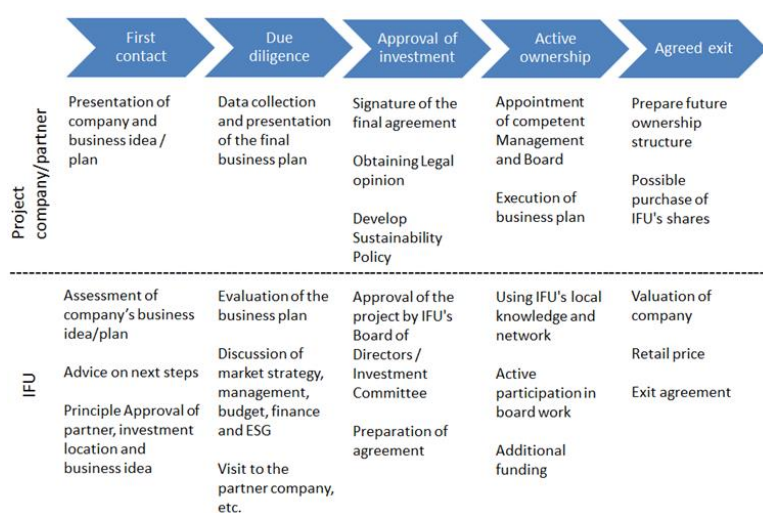 First
contact
Due
diligence
Approval of
investment
Active
ownership
Agreed exit
Project
company/partner
Presentation of
company and
business idea /
plan
Data collection
and presentation
of the final
business plan
Signature of the
final agreement
Obtaining Legal
opinion
Develop
Sustainability
Policy
Appointment
of competent
Management
and Board
Execution of
business plan
Prepare future
ownership
structure
Possible
purchase of
IFU's shares
IFU
Assessment of
company's business
idea/plan
Advice on next steps
Principle Approval of
partner, investment
location and
business idea
Evaluation of the
business plan
Discussion of
market strategy,
management,
budget, finance
and ESG
Visit to the
partner company,
etc.
Approval of the
project by IFU's
Board of
Directors /
Investment
Committee
Preparation of
agreement
Using IFU's local
knowledge and
network
Active
participation in
board work
Additional
funding
Valuation of
company
Retail price
Exit agreement